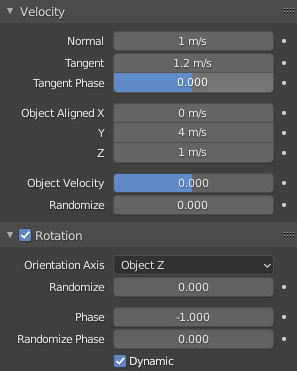 Velocity
Normal 1 m/s
Tangent 1.2 m/s
Tangent Phase 0.000
Object Aligned X 0 m/s
Y 4 m/s
Z 1 m/s
Object Velocity 0.000
Randomize 0.000
Rotation
Orientation Axis Object Z
Randomize 0.000
Phase -1.000
Randomize Phase 0.000
Dynamic